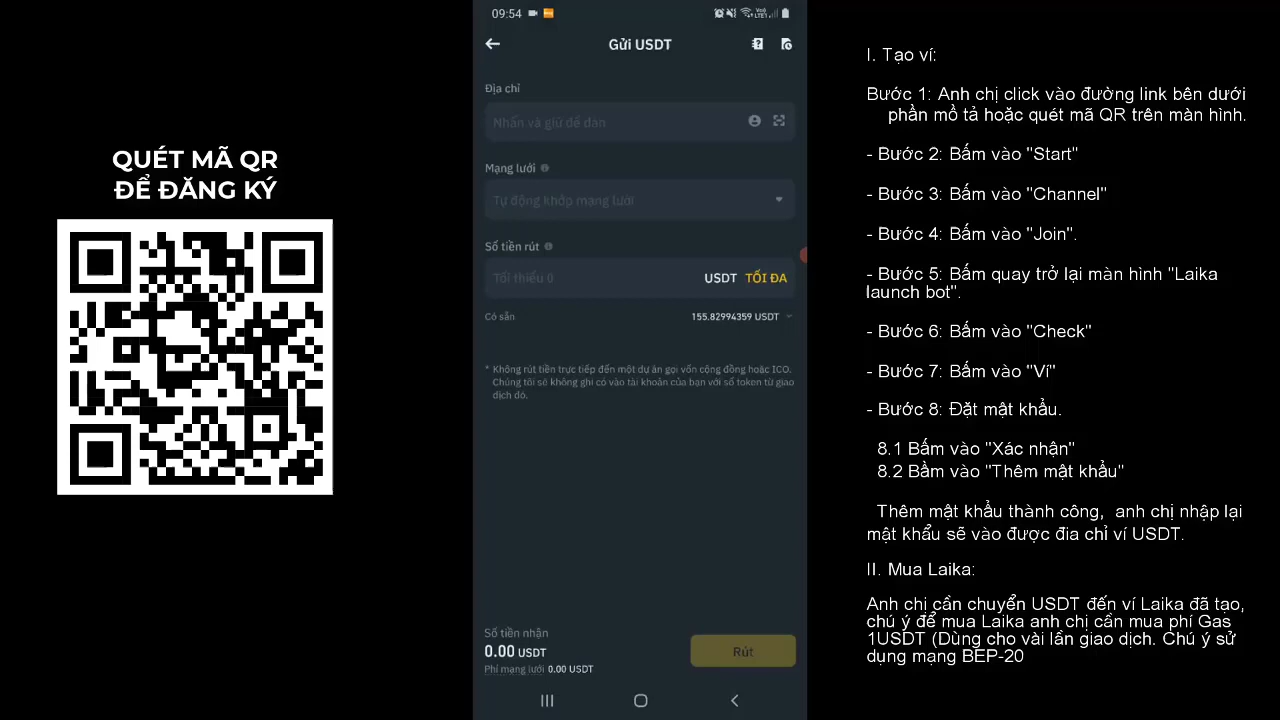 QUÉT MÃ QR
ĐỂ ĐĂNG KÝ
09:54
Gửi USDT
Địa chỉ
Nhấn và giữ để dán
Mạng lưới
Tự động khớp mạng lưới
Số tiền rút
Tối thiểu 0
USDT TỐI ĐA
Có sẵn
155.82994359 USDT
* Không rút tiền trực tiếp đến một dự án gọi vốn cộng đồng hoặc ICO.
Chúng tôi sẽ không ghi có vào tài khoản của bạn với số token từ giao
dịch đó.
Số tiền nhận
0.00 USDT
Phí mạng lưới 0.00 USDT
Rút
I. Tạo ví:
Bước 1: Anh chị click vào đường link bên dưới
phần mồ tả hoặc quét mã QR trên màn hình.
- Bước 2: Bấm vào "Start"
- Bước 3: Bấm vào "Channel"
- Bước 4: Bấm vào "Join".
- Bước 5: Bấm quay trở lại màn hình "Laika
launch bot".
- Bước 6: Bấm vào "Check"
- Bước 7: Bấm vào "Ví"
- Bước 8: Đặt mật khẩu.
8.1 Bấm vào "Xác nhận"
8.2 Bầm vào "Thêm mật khẩu"
Thêm mật khẩu thành công, anh chị nhập lại
mật khẩu sẽ vào được đia chỉ ví USDT.
II. Mua Laika:
Anh chị cần chuyển USDT đến ví Laika đã tạo,
chú ý để mua Laika anh chị cần mua phí Gas
1USDT (Dùng cho vài lần giao dịch. Chú ý sử
dụng mạng BEP-20